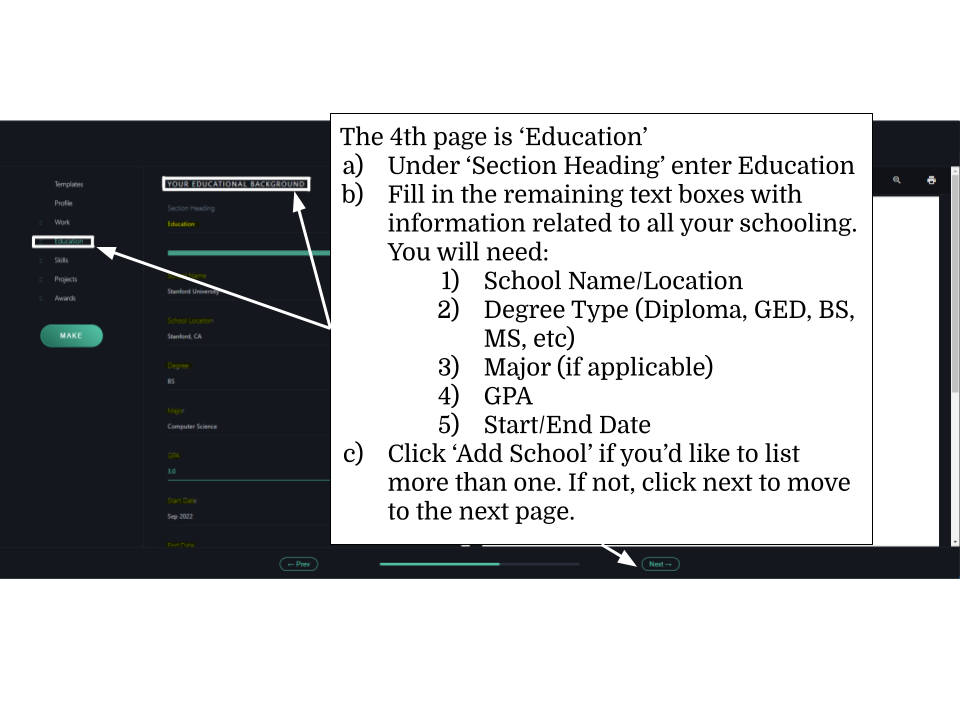 The 4th page is ‘Education’
a) Under ‘Section Heading’ enter Education
b) Fill in the remaining text boxes with
information related to all your schooling.
You will need:
1) School Name/Location
2) Degree Type (Diploma, GED, BS,
MS, etc)
3) Major (if applicable)
4) GPA
5) Start/End Date
c) Click ‘Add School’ if you’d like to list
more than one. If not, click next to move
to the next page.
Templates
Profile
Work
Education
Skills
Projects
Awards
MAKE
YOUR EDUCATIONAL BACKGROUND
Section Heading
Education
Name
Stanford University
School Location
Stanford, CA
Degree
BS
Major
Computer Science
GPA
3.0
Start Date
Sep 2022
End Date
← Prev
Next →